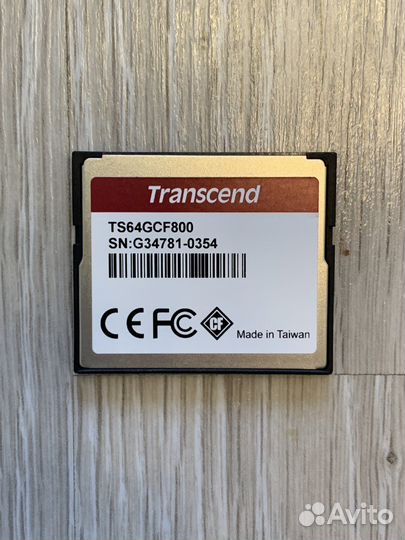 Transcend
TS64GCF800
SN:G34781-0354
CE FC CF
Made in Taiwan
Avito